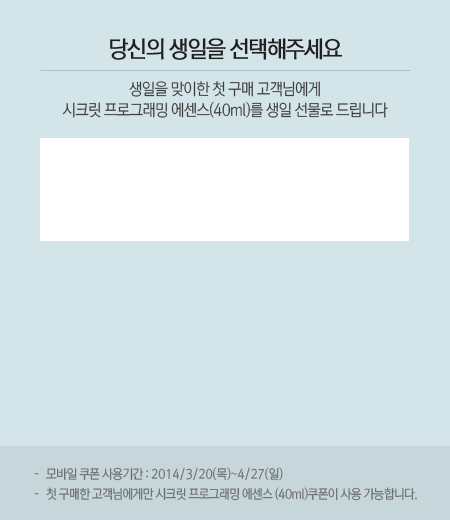 당신의 생일을 선택해주세요
생일을 맞이한 첫 구매 고객님에게
시크릿 프로그래밍 에센스(40ml)를 생일 선물로 드립니다
- 모바일 쿠폰 사용기간 : 2014/3/20(목)~4/27(일)
- 첫 구매한 고객님에게만 시크릿 프로그래밍 에센스 (40ml)쿠폰이 사용 가능합니다.